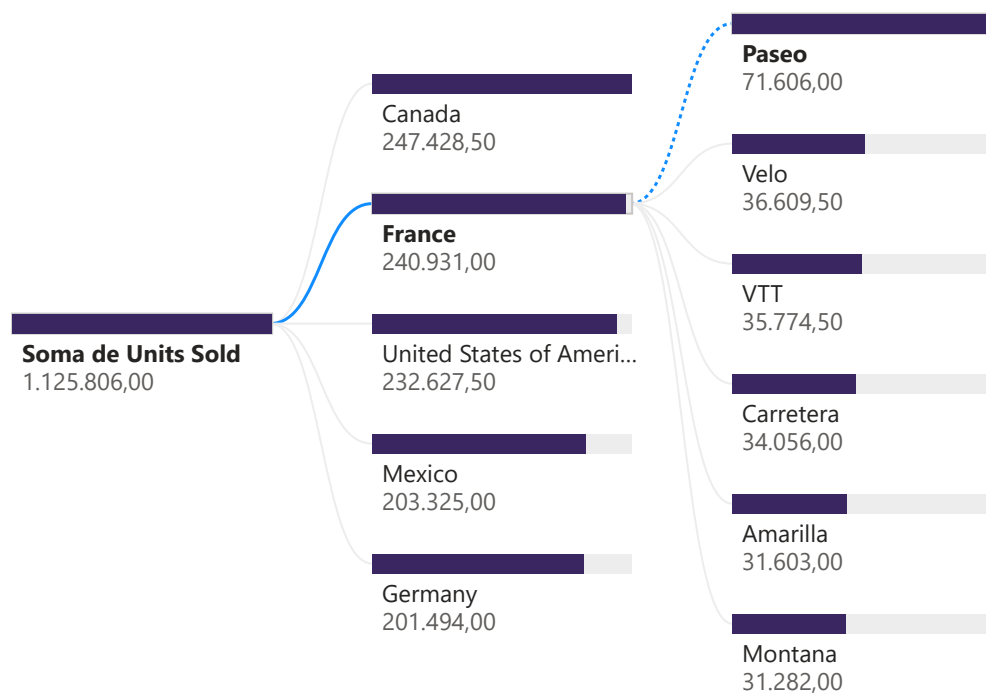 Soma de Units Sold
1.125.806,00
Canada
247.428,50
France
240.931,00
United States of Ameri...
232.627,50
Mexico
203.325,00
Germany
201.494,00
Paseo
71.606,00
Velo
36.609,50
VTT
35.774,50
Carretera
34.056,00
Amarilla
31.603,00
Montana
31.282,00